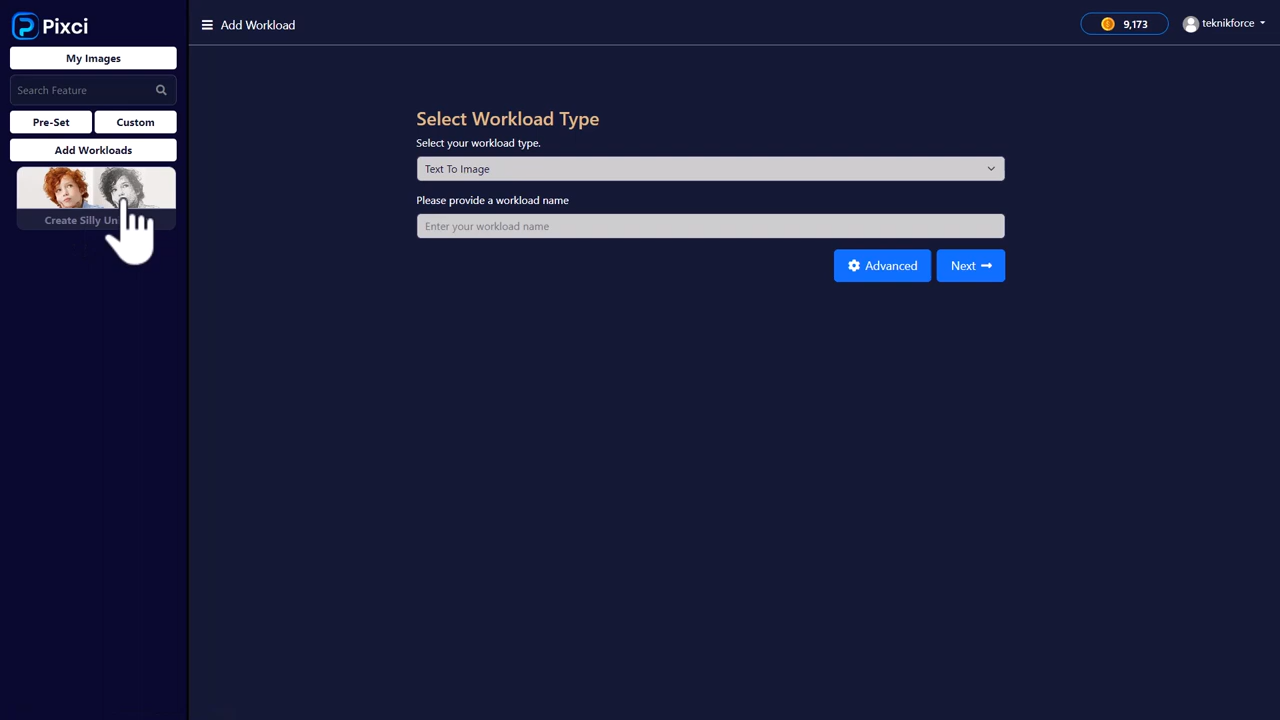 Pixci
My Images
Search Feature
Pre-Set
Custom
Add Workloads
Create Silly
Add Workload
9,173
teknikforce
Select Workload Type
Select your workload type.
Text To Image
Please provide a workload name
Enter your workload name
Advanced
Next